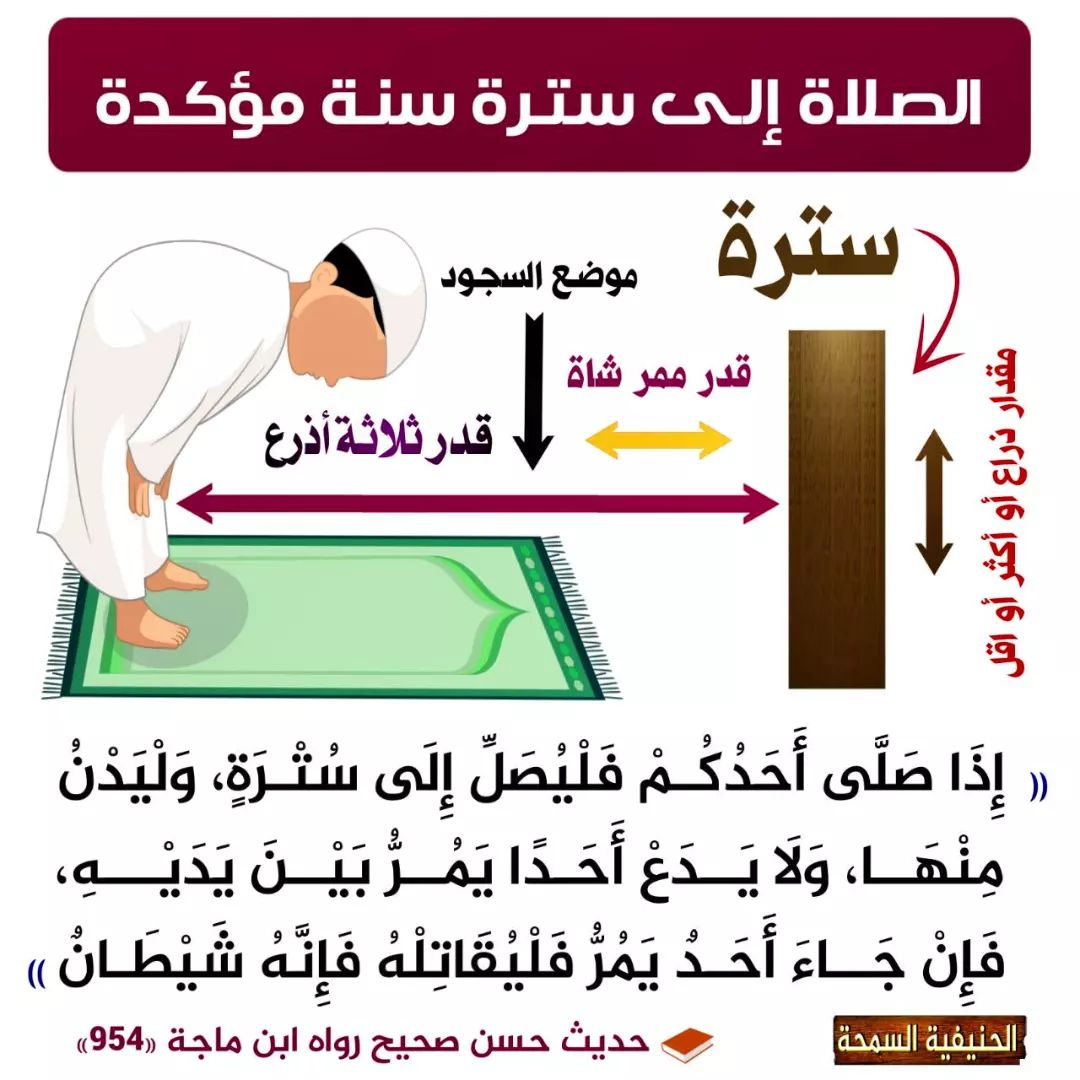 الصلاة إلى سترة سنة مؤكدة
سترة
موضع السجود
قدر ممر شاة
قدر ثلاثة أذرع
مقدار ذراع أو أكثر أو اقل
(( إِذَا صَلَّى أَحَدُكُمْ فَلْيُصَلِّ إِلَى سُتْرَةٍ، وَلْيَدْنُ
مِنْهَا، وَلَا يَدَعْ أَحَدًا يَمُرُّ بَيْنَ يَدَيْهِ،
فَإِنْ جَاءَ أَحَدٌ يَمُرُّ فَلْيُقَاتِلْهُ فَإِنَّهُ شَيْطَانٌ ))
حديث حسن صحيح رواه ابن ماجة «954»
الحنيفية السمحة